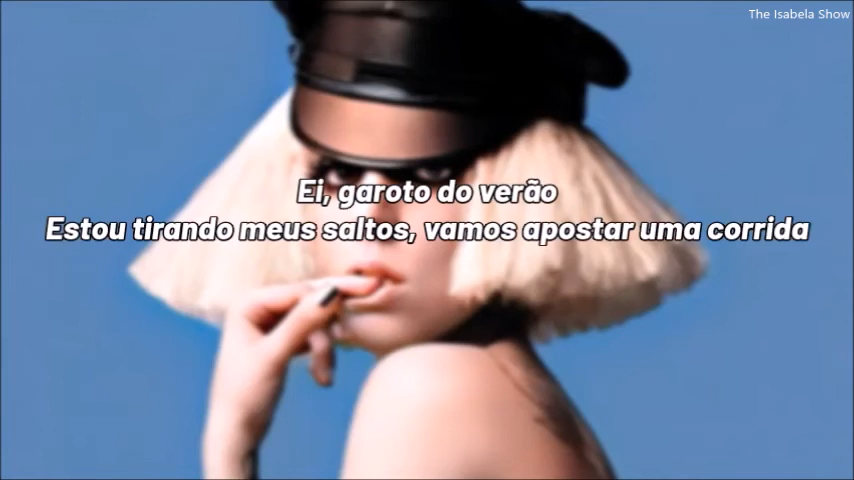 The Isabela Show
Ei, garoto do verão
Estou tirando meus saltos, vamos apostar uma corrida